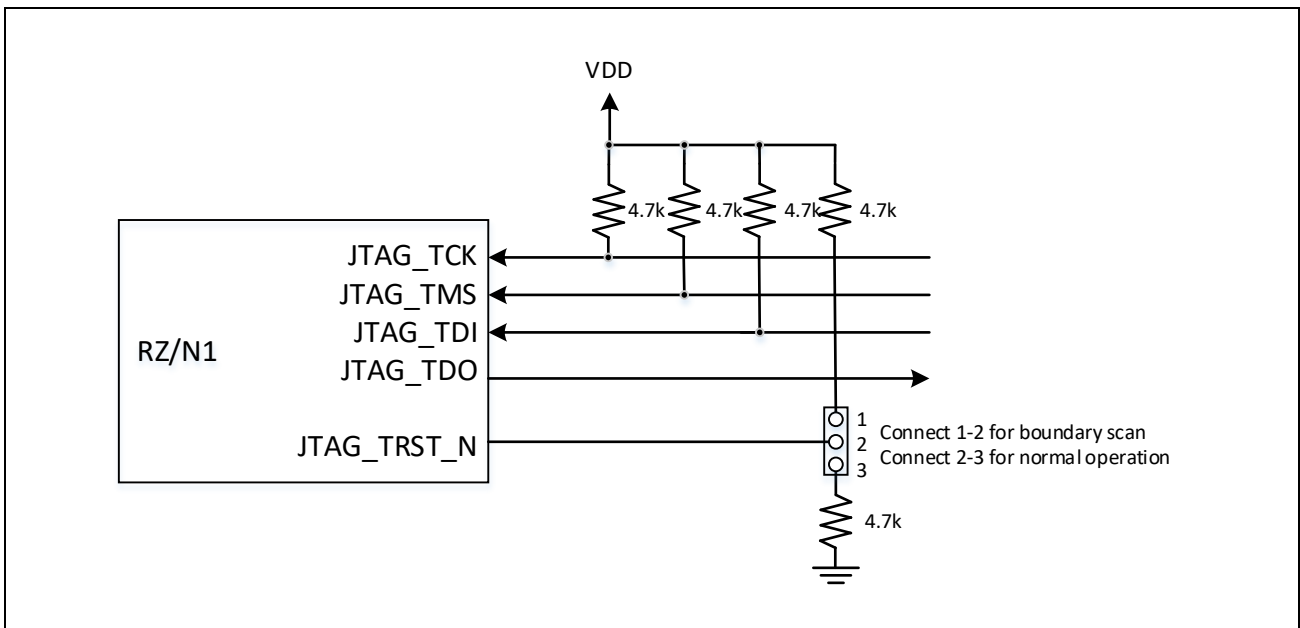 VDD
4.7k 4.7k 4.7k 4.7k
JTAG_TCK
JTAG_TMS
JTAG_TDI
RZ/N1
JTAG_TDO
1
Connect 1-2 for boundary scan
2
JTAG_TRST_N
Connect 2-3 for normal operation
3
4.7k